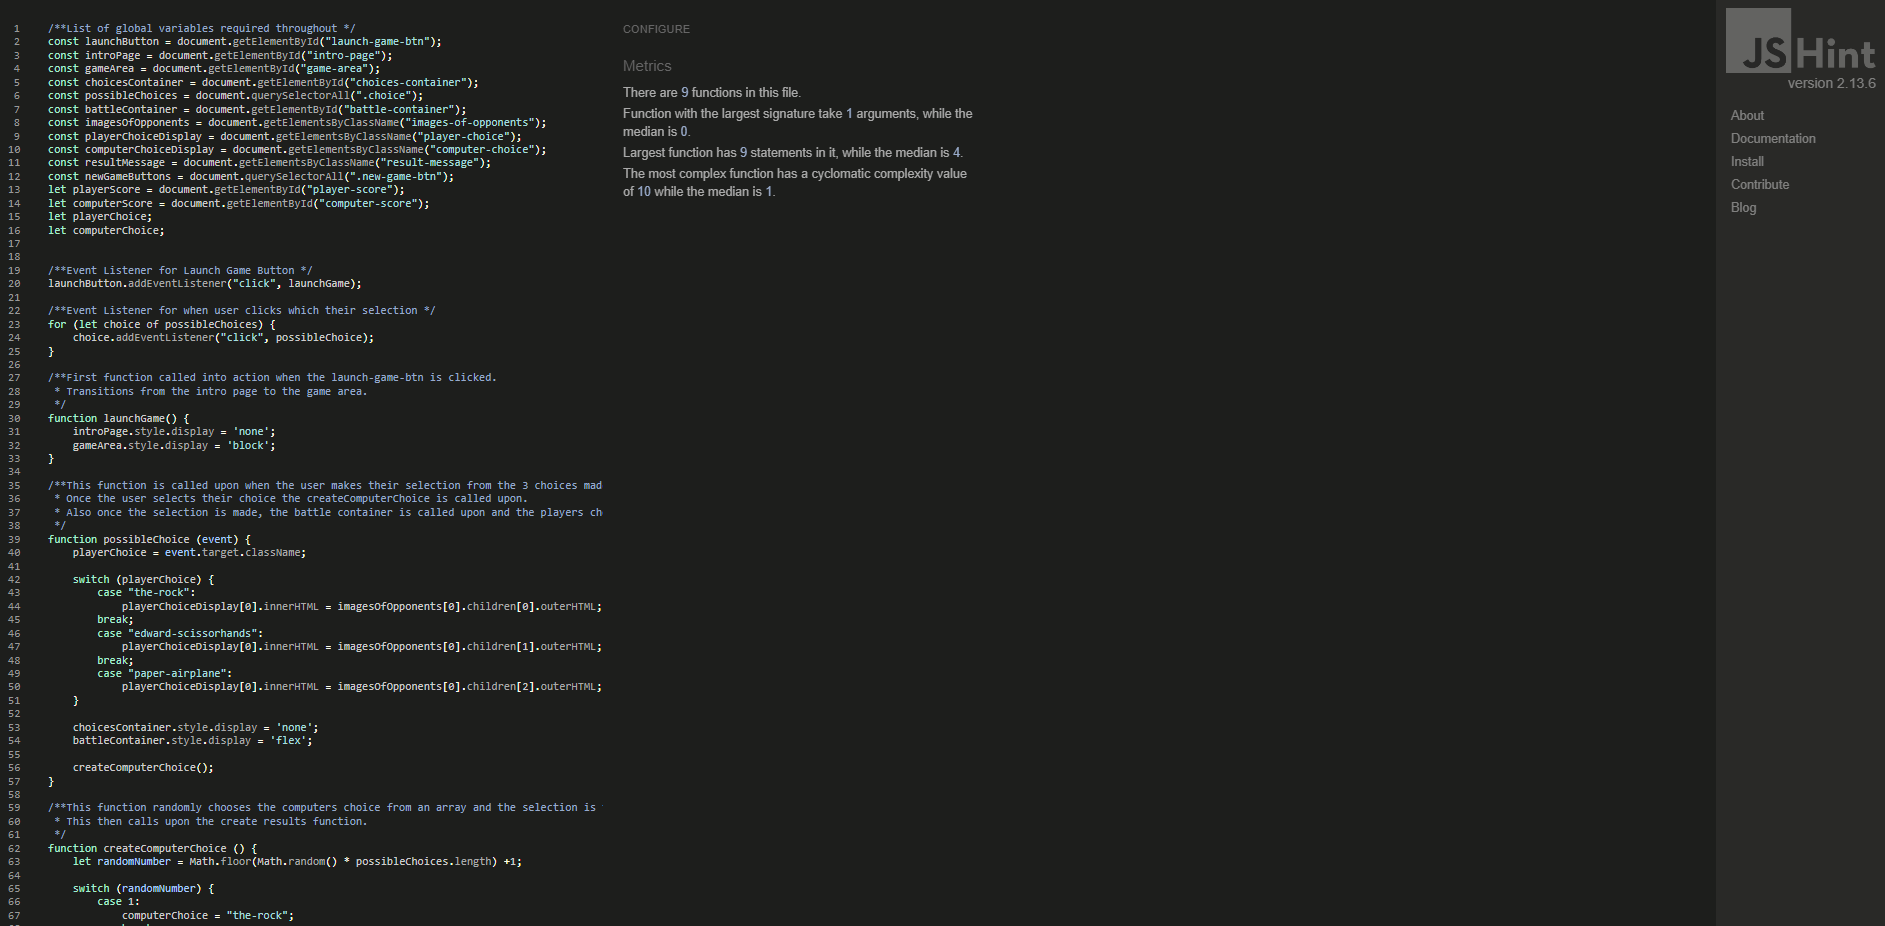 1 /**List of global variables required throughout */
2 const launchButton = document.getElementById("launch-game-btn");
3 const introPage = document.getElementById("intro-page");
4 const gameArea = document.getElementById("game-area");
5 const choicesContainer = document.getElementById("choices-container");
6 const possibleChoices = document.querySelectorAll(".choice");
7 const battleContainer = document.getElementById("battle-container");
8 const imagesOfOpponents = document.getElementsByClassName("images-of-opponents");
9 const playerChoiceDisplay = document.getElementsByClassName("player-choice");
10 const computerChoiceDisplay = document.getElementsByClassName("computer-choice");
11 const resultMessage = document.getElementsByClassName("result-message");
12 const newGameButtons = document.querySelectorAll(".new-game-btn");
13 let playerScore = document.getElementById("player-score");
14 let computerScore = document.getElementById("computer-score");
15 let playerChoice;
16 let computerChoice;
17
18
19 /**Event Listener for Launch Game Button */
20 launchButton.addEventListener("click", launchGame);
21
22 /**Event Listener for when user clicks which their selection */
23 for (let choice of possibleChoices) {
24     choice.addEventListener("click", possibleChoice);
25 }
26
27 /**First function called into action when the launch-game-btn is clicked.
28  * Transitions from the intro page to the game area.
29  */
30 function launchGame() {
31     introPage.style.display = 'none';
32     gameArea.style.display = 'block';
33 }
34
35 /**This function is called upon when the user makes their selection from the 3 choices mad
36  * Once the user selects their choice the createComputerChoice is called upon.
37  * Also once the selection is made, the battle container is called upon and the players ch
38  */
39 function possibleChoice (event) {
40     playerChoice = event.target.className;
41
42     switch (playerChoice) {
43         case "the-rock":
44             playerChoiceDisplay[0].innerHTML = imagesOfOpponents[0].children[0].outerHTML;
45         break;
46         case "edward-scissorhands":
47             playerChoiceDisplay[0].innerHTML = imagesOfOpponents[0].children[1].outerHTML;
48         break;
49         case "paper-airplane":
50             playerChoiceDisplay[0].innerHTML = imagesOfOpponents[0].children[2].outerHTML;
51     }
52
53     choicesContainer.style.display = 'none';
54     battleContainer.style.display = 'flex';
55
56     createComputerChoice();
57 }
58
59 /**This function randomly chooses the computers choice from an array and the selection is
60  * This then calls upon the create results function.
61  */
62 function createComputerChoice () {
63     let randomNumber = Math.floor(Math.random() * possibleChoices.length) +1;
64
65     switch (randomNumber) {
66         case 1:
67             computerChoice = "the-rock";
CONFIGURE
Metrics
There are 9 functions in this file.
Function with the largest signature take 1 arguments, while the
median is 0.
Largest function has 9 statements in it, while the median is 4.
The most complex function has a cyclomatic complexity value
of 10 while the median is 1.
JSHint
version 2.13.6
About
Documentation
Install
Contribute
Blog